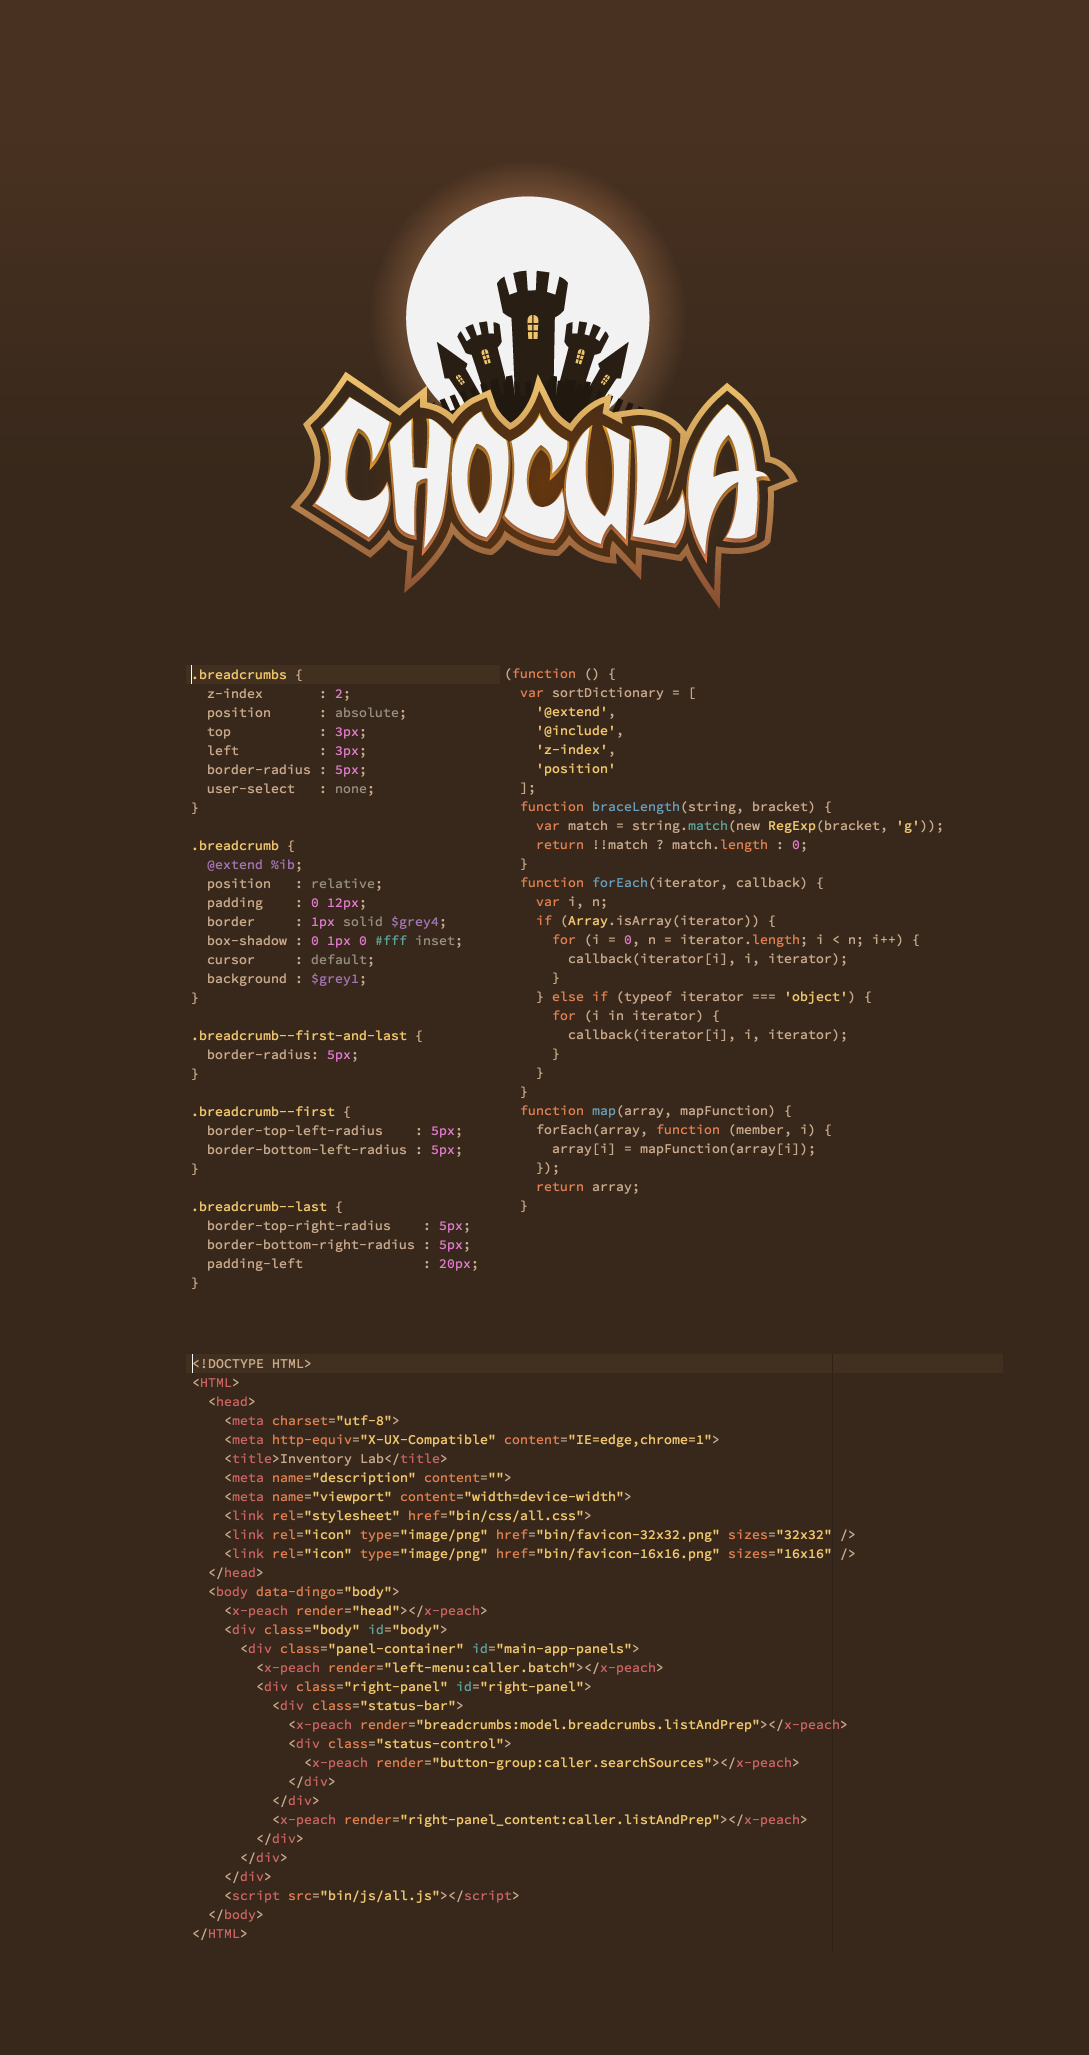 CHOCULA
.breadcrumbs {
  z-index       : 2;
  position      : absolute;
  top           : 3px;
  left          : 3px;
  border-radius : 5px;
  user-select   : none;
}

.breadcrumb {
  @extend %ib;
  position   : relative;
  padding    : 0 12px;
  border     : 1px solid $grey4;
  box-shadow : 0 1px 0 #fff inset;
  cursor     : default;
  background : $grey1;
}

.breadcrumb--first-and-last {
  border-radius: 5px;
}

.breadcrumb--first {
  border-top-left-radius    : 5px;
  border-bottom-left-radius : 5px;
}

.breadcrumb--last {
  border-top-right-radius    : 5px;
  border-bottom-right-radius : 5px;
  padding-left               : 20px;
}
(function () {
  var sortDictionary = [
    '@extend',
    '@include',
    'z-index',
    'position'
  ];
  function braceLength(string, bracket) {
    var match = string.match(new RegExp(bracket, 'g'));
    return !!match ? match.length : 0;
  }
  function forEach(iterator, callback) {
    var i, n;
    if (Array.isArray(iterator)) {
      for (i = 0, n = iterator.length; i < n; i++) {
        callback(iterator[i], i, iterator);
      }
    } else if (typeof iterator === 'object') {
      for (i in iterator) {
        callback(iterator[i], i, iterator);
      }
    }
  }
  function map(array, mapFunction) {
    forEach(array, function (member, i) {
      array[i] = mapFunction(array[i]);
    });
    return array;
  }
<!DOCTYPE HTML>
<HTML>
  <head>
    <meta charset="utf-8">
    <meta http-equiv="X-UX-Compatible" content="IE=edge,chrome=1">
    <title>Inventory Lab</title>
    <meta name="description" content="">
    <meta name="viewport" content="width=device-width">
    <link rel="stylesheet" href="bin/css/all.css">
    <link rel="icon" type="image/png" href="bin/favicon-32x32.png" sizes="32x32" />
    <link rel="icon" type="image/png" href="bin/favicon-16x16.png" sizes="16x16" />
  </head>
  <body data-dingo="body">
    <x-peach render="head"></x-peach>
    <div class="body" id="body">
      <div class="panel-container" id="main-app-panels">
        <x-peach render="left-menu:caller.batch"></x-peach>
        <div class="right-panel" id="right-panel">
          <div class="status-bar">
            <x-peach render="breadcrumbs:model.breadcrumbs.listAndPrep"></x-peach>
            <div class="status-control">
              <x-peach render="button-group:caller.searchSources"></x-peach>
            </div>
          </div>
          <x-peach render="right-panel_content:caller.listAndPrep"></x-peach>
        </div>
      </div>
    </div>
    <script src="bin/js/all.js"></script>
  </body>
</HTML>